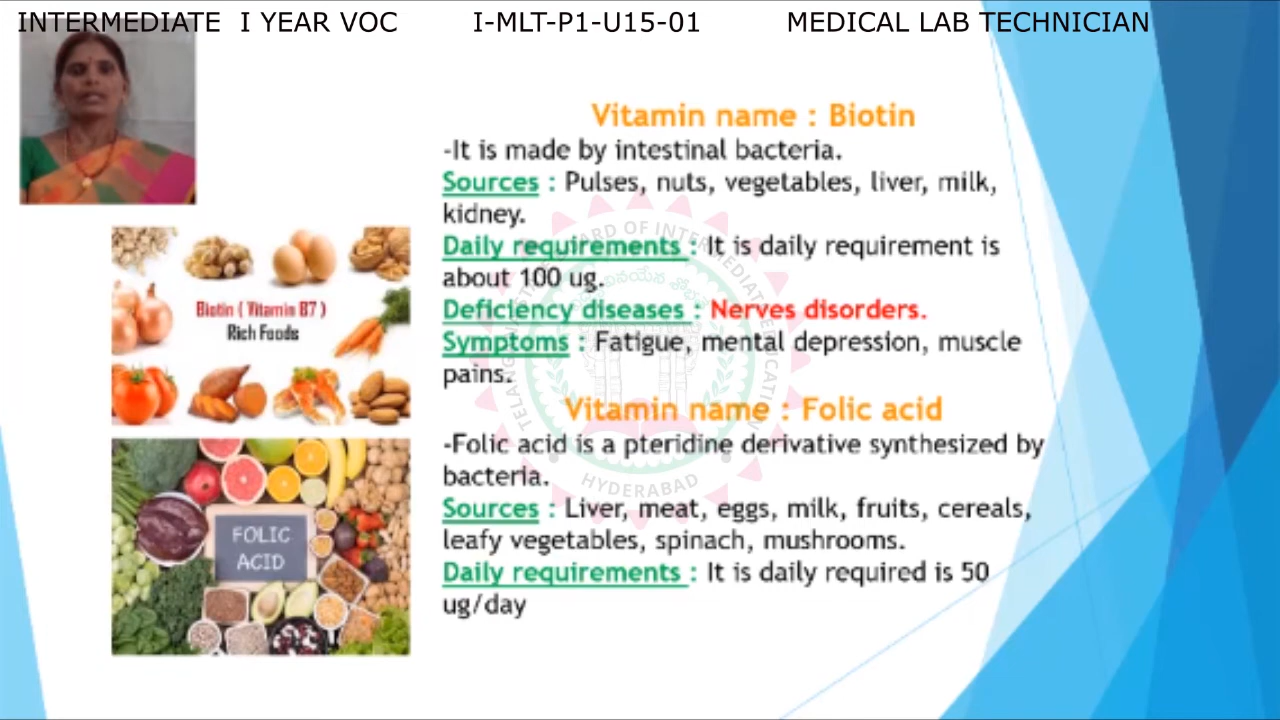 INTERMEDIATE I YEAR VOC I-MLT-P1-U15-01 MEDICAL LAB TECHNICIAN
Vitamin name : Biotin
-It is made by intestinal bacteria.
Sources : Pulses, nuts, vegetables, liver, milk,
kidney.
Daily requirements : It is daily requirement is
about 100 ug.
Deficiency diseases : Nerves disorders.
Symptoms : Fatigue, mental depression, muscle
pains.
Vitamin name : Folic acid
-Folic acid is a pteridine derivative synthesized by
bacteria.
Sources : Liver, meat, eggs, milk, fruits, cereals,
leafy vegetables, spinach, mushrooms.
Daily requirements : It is daily required is 50
ug/day
Biotin ( Vitamin B7 )
Rich Foods
FOLIC
ACID
HYDERABAD